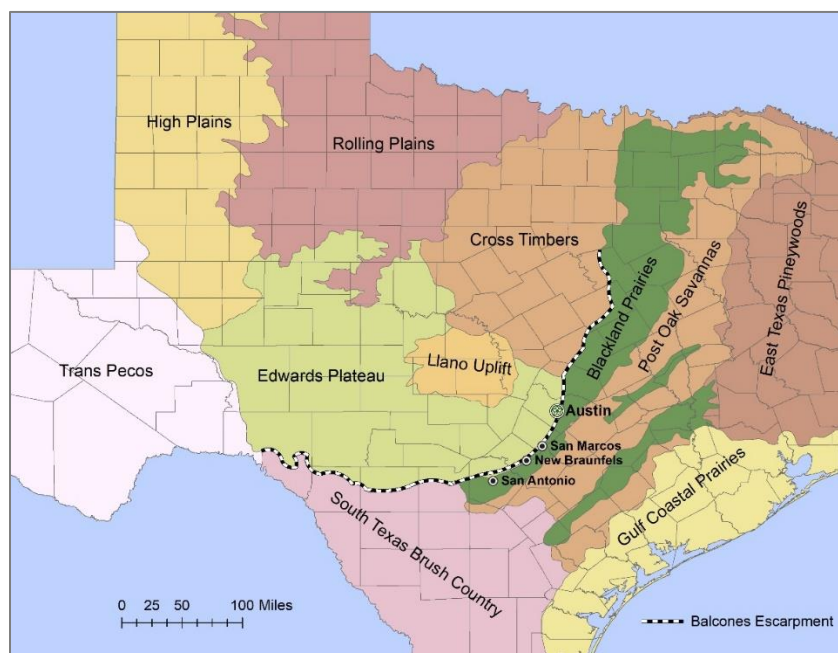 High Plains
Rolling Plains
Cross Timbers
Blackland Prairies
Post Oak Savannas
East Texas Pineywoods
Trans Pecos
Edwards Plateau
Llano Uplift
Austin
San Marcos
New Braunfels
San Antonio
South Texas Brush Country
Gulf Coastal Prairies
0 25 50 100 Miles
Balcones Escarpment